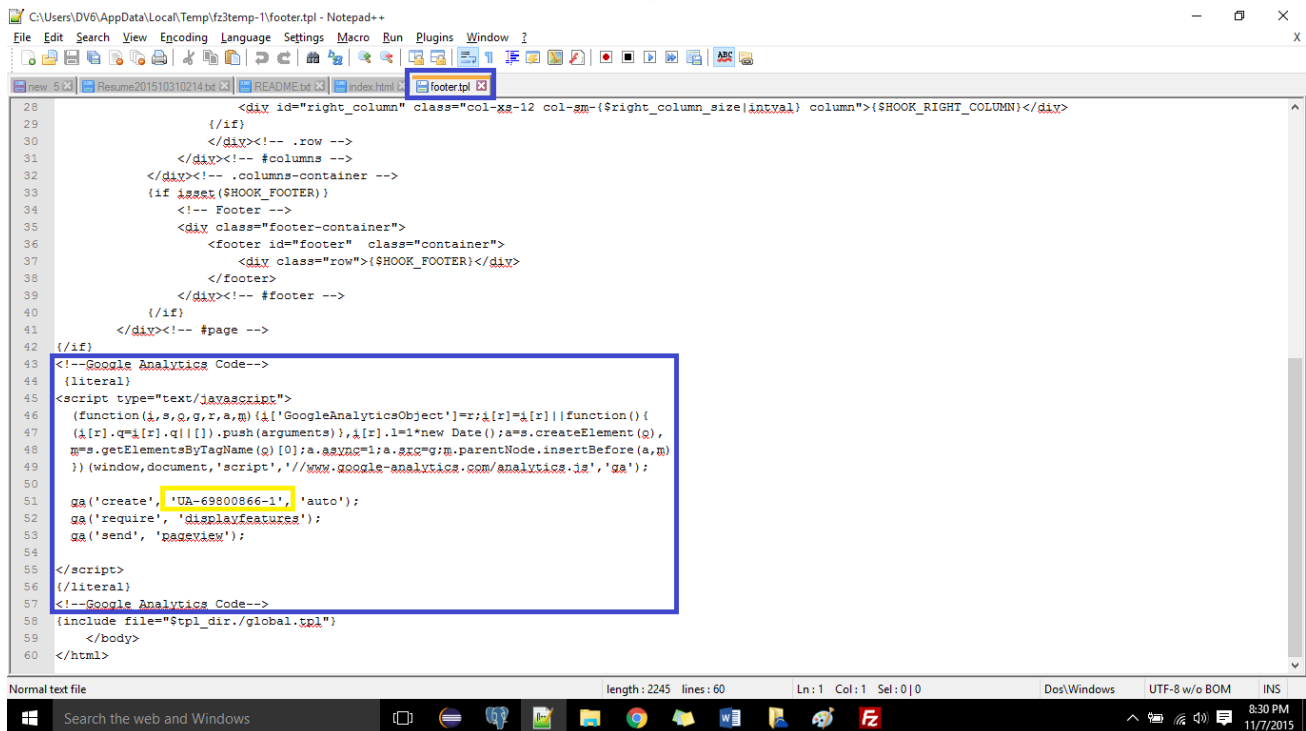 C:\Users\DV6\AppData\Local\Temp\fz3temp-1\footer.tpl - Notepad++
File Edit Search View Encoding Language Settings Macro Run Plugins Window ?
X
ABC
new 5 Resume201510310214.txt README.txt index.html footer.tpl
28 <div id="right_column" class="col-xs-12 col-sm-{$right_column_size|intval} column">{$HOOK_RIGHT_COLUMN}</div>
29 {/if}
30 </div><!-- .row -->
31 </div><!-- #columns -->
32 </div><!-- .columns-container -->
33 {if isset($HOOK_FOOTER)}
34 <!-- Footer -->
35 <div class="footer-container">
36 <footer id="footer"  class="container">
37 <div class="row">{$HOOK_FOOTER}</div>
38 </footer>
39 </div><!-- #footer -->
40 {/if}
41 </div><!-- #page -->
42 {/if}
43 <!--Google Analytics Code-->
44 {literal}
45 <script type="text/javascript">
46 (function(i,s,o,g,r,a,m){i['GoogleAnalyticsObject']=r;i[r]=i[r]||function(){
47 (i[r].q=i[r].q||[]).push(arguments)},i[r].l=1*new Date();a=s.createElement(o),
48 m=s.getElementsByTagName(o)[0];a.async=1;a.src=g;m.parentNode.insertBefore(a,m)
49 })(window,document,'script','//www.google-analytics.com/analytics.js','ga');
50
51 ga('create', 'UA-69800866-1', 'auto');
52 ga('require', 'displayfeatures');
53 ga('send', 'pageview');
54
55 </script>
56 {/literal}
57 <!--Google Analytics Code-->
58 {include file="$tpl_dir./global.tpl"}
59 </body>
60 </html>
Normal text file length : 2245 lines : 60 Ln : 1 Col : 1 Sel : 0 | 0 Dos\Windows UTF-8 w/o BOM INS
Search the web and Windows
8:30 PM
11/7/2015